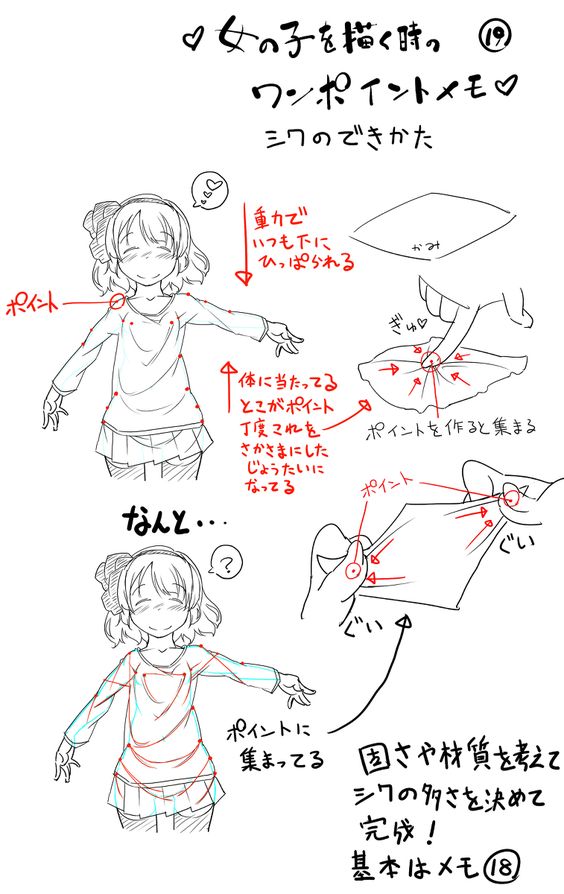 ♡女の子を描く時の ⑲
ワンポイントメモ♡
シワのできかた
重力で
いつも下に
ひっぱられる
ポイント
かみ
ぎゅ♡
体に当たってる
とこがポイント
丁度これを
さかさまにした
じょうたいに
なってる
ポイントを作ると集まる
なんと・・・
ポイント
ぐい
ぐい
?
ポイントに
集まってる
固さや材質を考えて
シワの多さを決めて
完成!
基本はメモ⑱